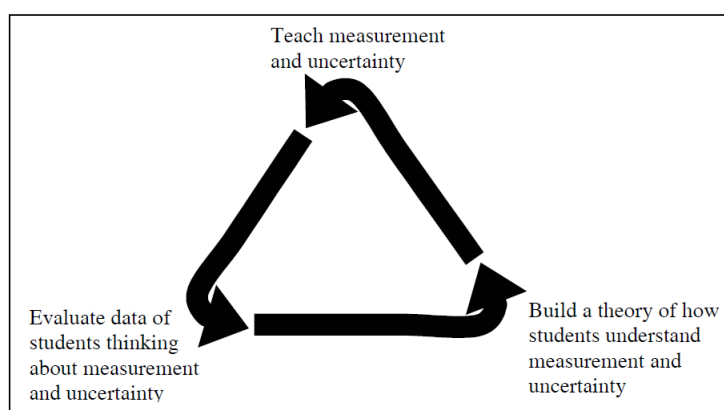 Teach measurement
and uncertainty
Evaluate data of
students thinking
about measurement
and uncertainty
Build a theory of how
students understand
measurement and
uncertainty